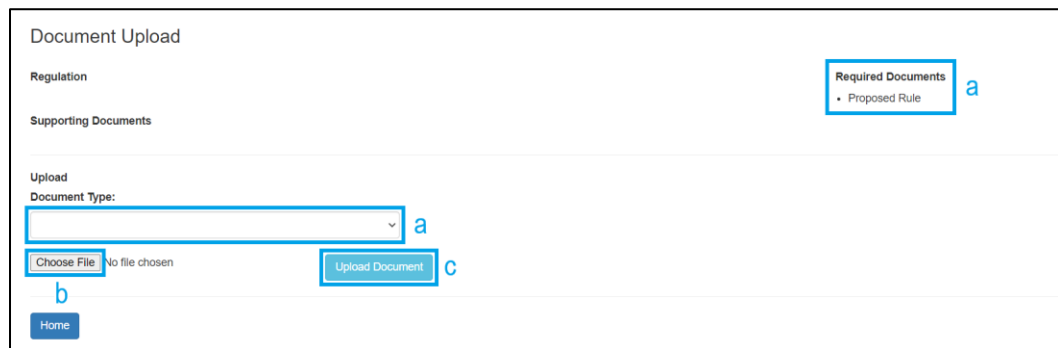 Document Upload
Regulation
Required Documents
a
• Proposed Rule
Supporting Documents
Upload
Document Type:
a
Choose File No file chosen
Upload Document
c
b
Home